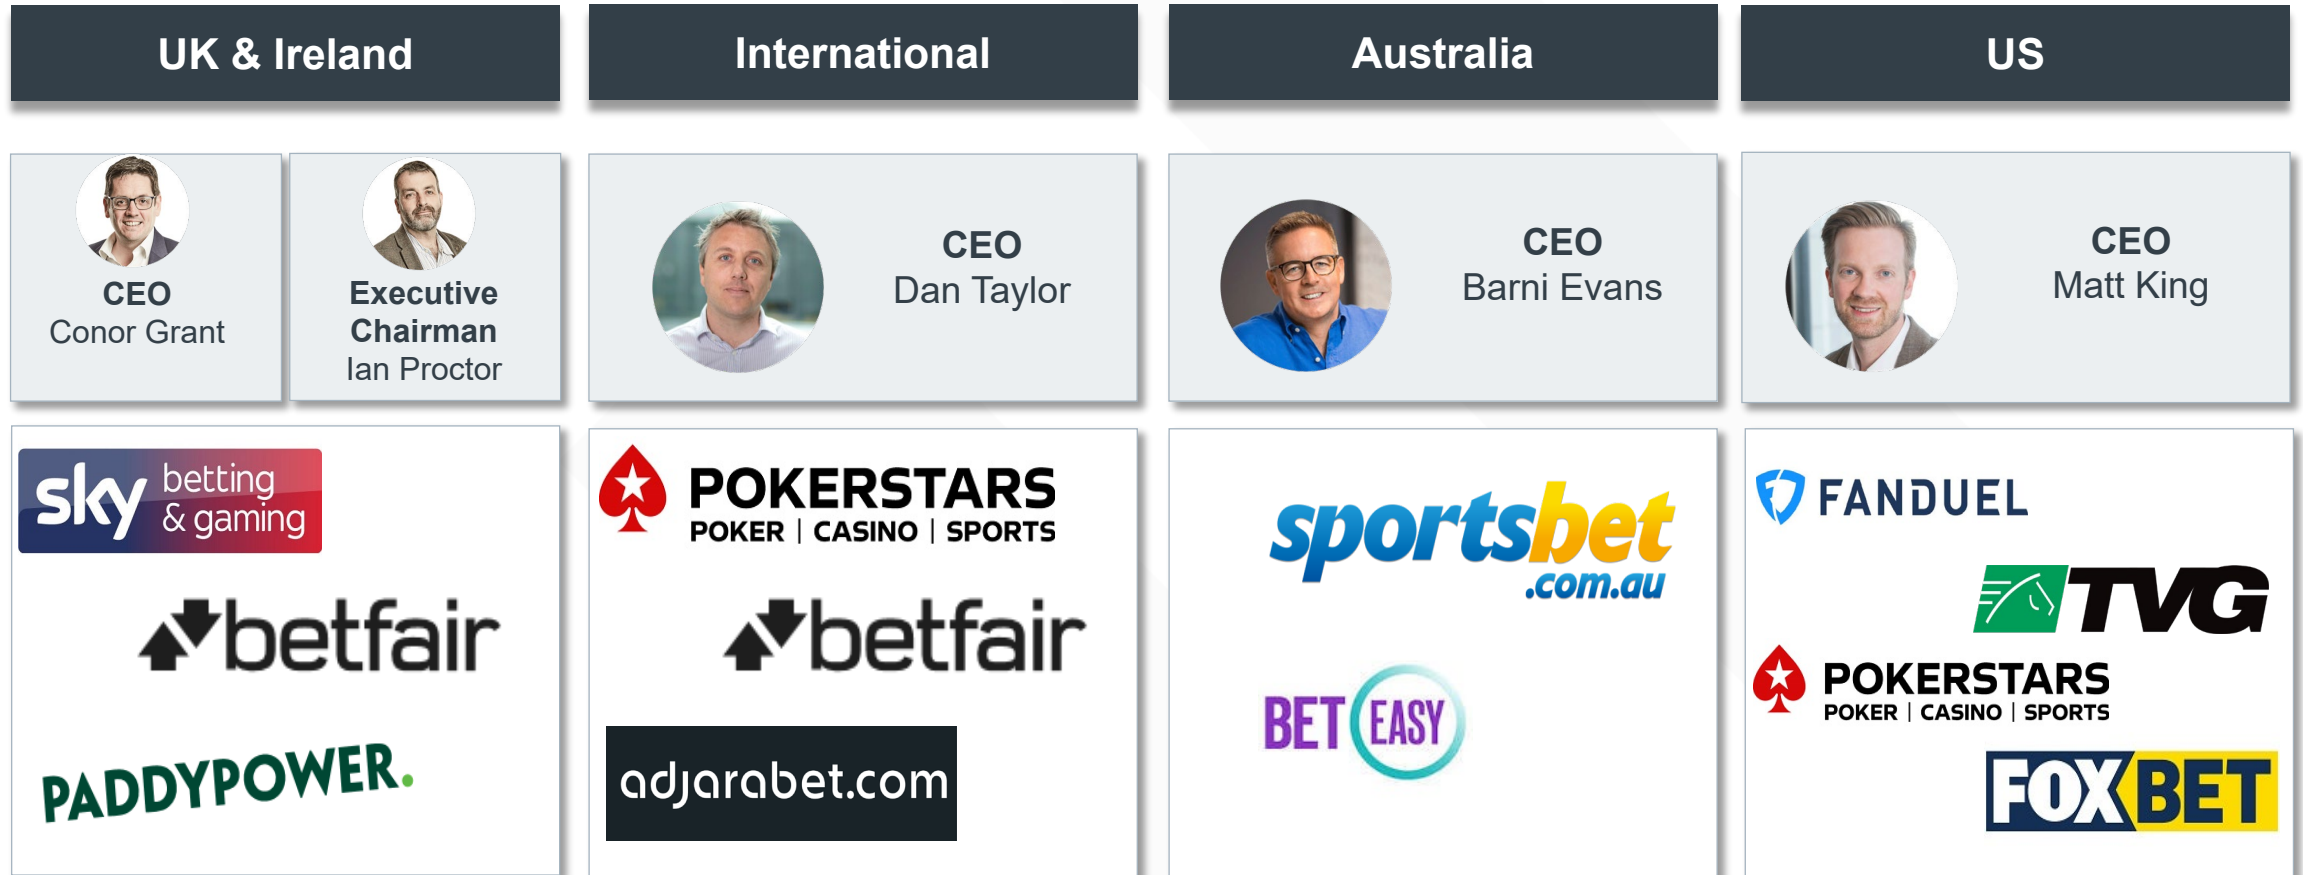 UK & Ireland
International
Australia
US
CEO
Conor Grant
Executive
Chairman
Ian Proctor
CEO
Dan Taylor
CEO
Barni Evans
CEO
Matt King
sky betting
& gaming
betfair
PADDYPOWER.
POKERSTARS
POKER | CASINO | SPORTS
betfair
adjarabet.com
sportsbet
.com.au
BET EASY
FANDUEL
TVG
POKERSTARS
POKER | CASINO | SPORTS
FOX BET